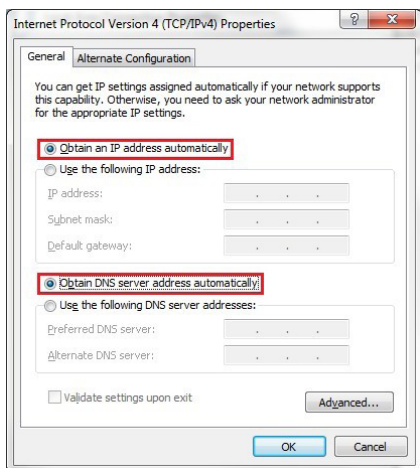 Internet Protocol Version 4 (TCP/IPv4) Properties
General
Alternate Configuration
You can get IP settings assigned automatically if your network supports
this capability. Otherwise, you need to ask your network administrator
for the appropriate IP settings.
Obtain an IP address automatically
Use the following IP address:
IP address:
Subnet mask:
Default gateway:
Obtain DNS server address automatically
Use the following DNS server addresses:
Preferred DNS server:
Alternate DNS server:
Validate settings upon exit
Advanced...
OK
Cancel